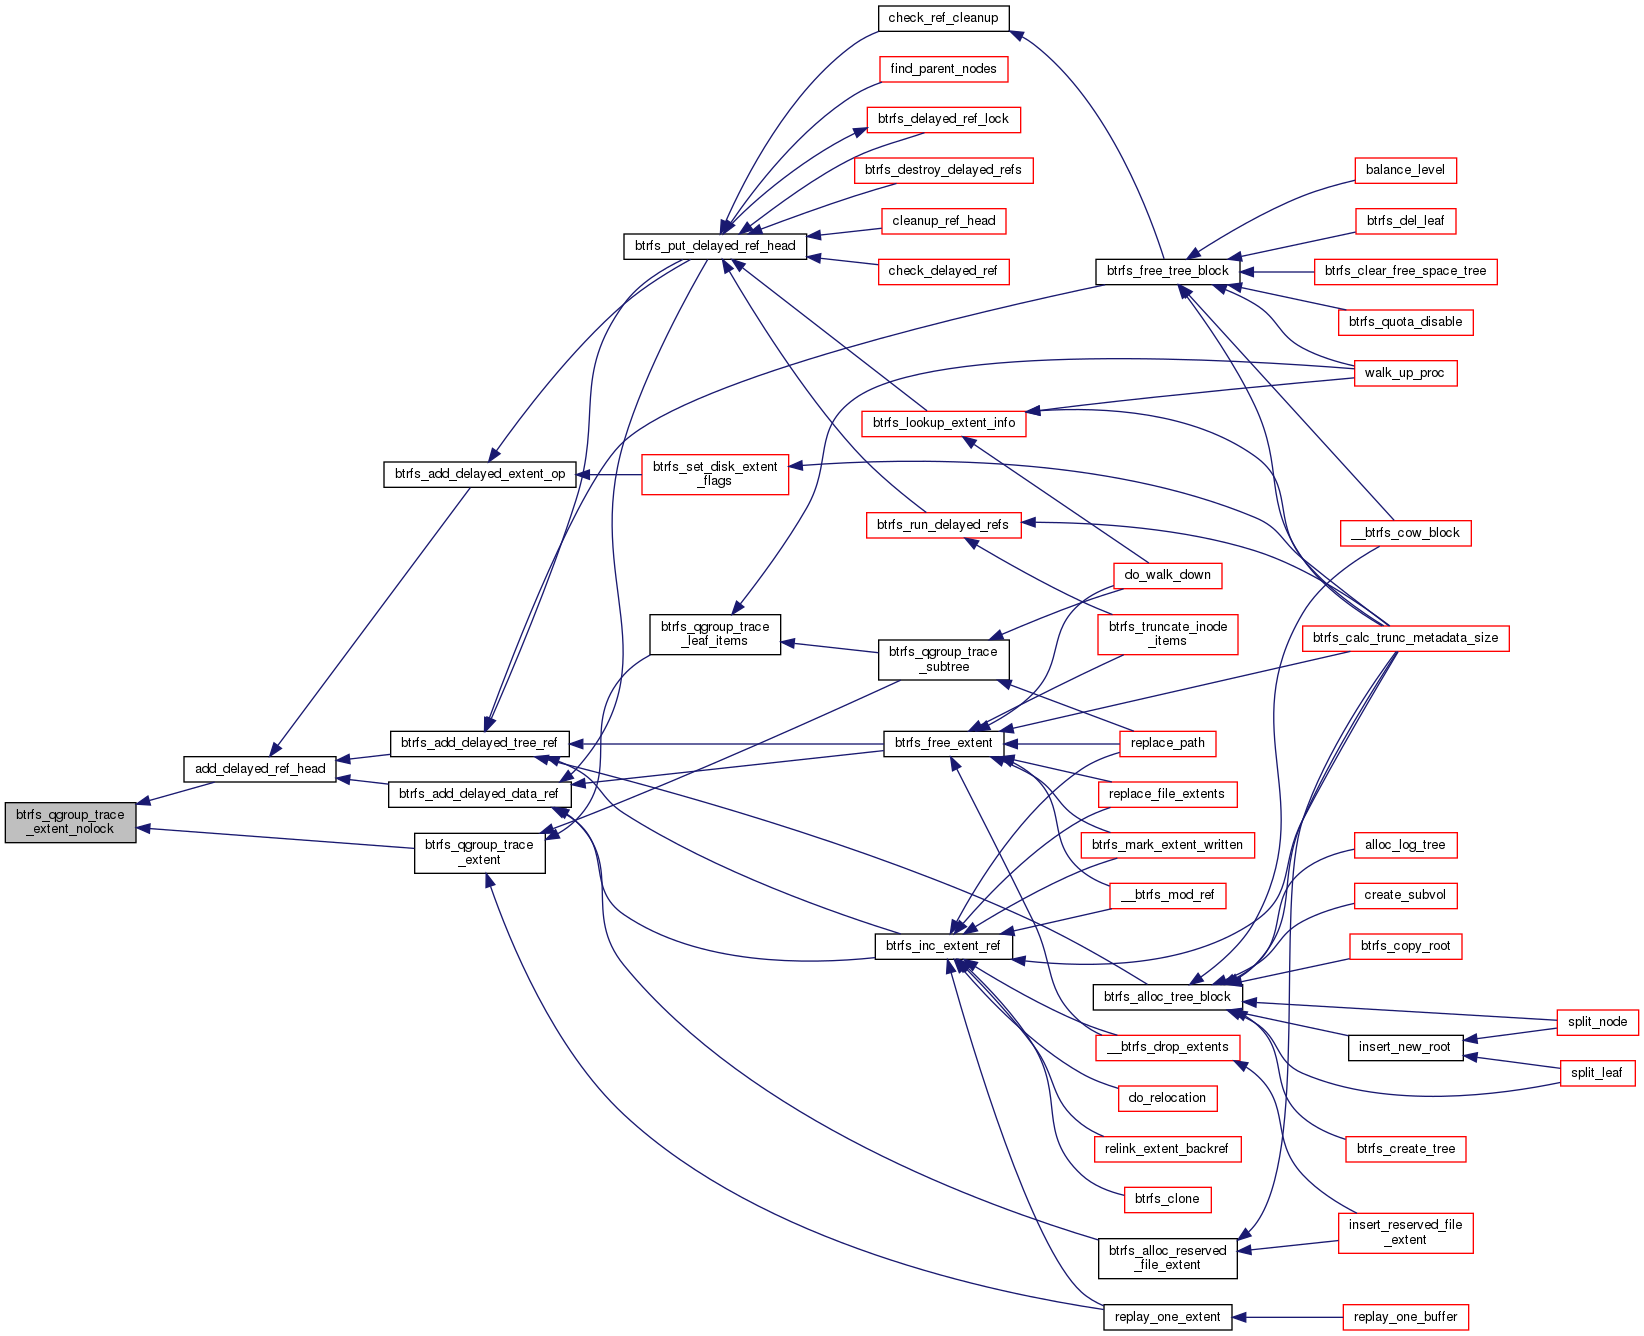 check_ref_cleanup
find_parent_nodes
btrfs_delayed_ref_lock
btrfs_destroy_delayed_refs
balance_level
cleanup_ref_head
btrfs_del_leaf
btrfs_put_delayed_ref_head
check_delayed_ref
btrfs_free_tree_block
btrfs_clear_free_space_tree
btrfs_quota_disable
walk_up_proc
btrfs_lookup_extent_info
btrfs_add_delayed_extent_op
btrfs_set_disk_extent
_flags
btrfs_run_delayed_refs
__btrfs_cow_block
do_walk_down
btrfs_qgroup_trace
_leaf_items
btrfs_truncate_inode
_items
btrfs_calc_trunc_metadata_size
btrfs_qgroup_trace
_subtree
btrfs_add_delayed_tree_ref
btrfs_free_extent
replace_path
add_delayed_ref_head
btrfs_add_delayed_data_ref
replace_file_extents
btrfs_qgroup_trace
_extent_nolock
btrfs_qgroup_trace
_extent
btrfs_mark_extent_written
alloc_log_tree
__btrfs_mod_ref
create_subvol
btrfs_inc_extent_ref
btrfs_copy_root
btrfs_alloc_tree_block
split_node
__btrfs_drop_extents
insert_new_root
split_leaf
do_relocation
relink_extent_backref
btrfs_create_tree
btrfs_clone
insert_reserved_file
_extent
btrfs_alloc_reserved
_file_extent
replay_one_extent
replay_one_buffer